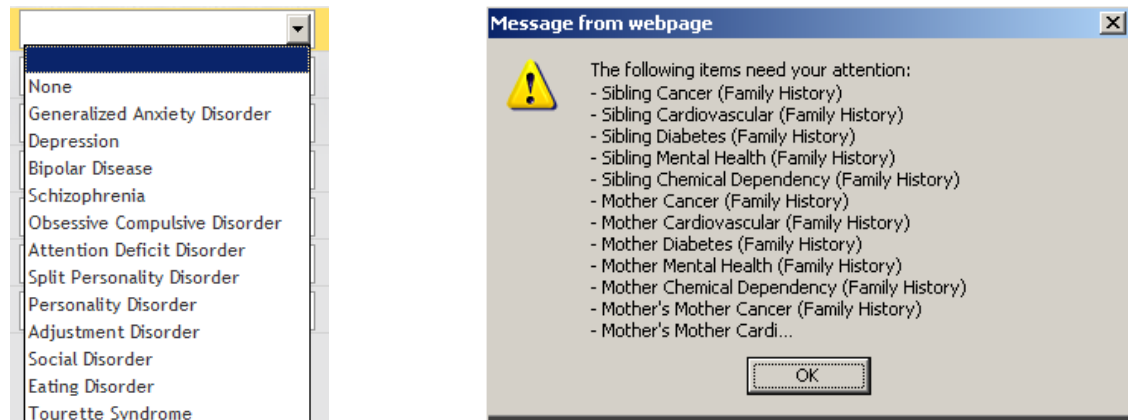 None
Generalized Anxiety Disorder
Depression
Bipolar Disease
Schizophrenia
Obsessive Compulsive Disorder
Attention Deficit Disorder
Split Personality Disorder
Personality Disorder
Adjustment Disorder
Social Disorder
Eating Disorder
Tourette Syndrome
Message from webpage
The following items need your attention:
- Sibling Cancer (Family History)
- Sibling Cardiovascular (Family History)
- Sibling Diabetes (Family History)
- Sibling Mental Health (Family History)
- Sibling Chemical Dependency (Family History)
- Mother Cancer (Family History)
- Mother Cardiovascular (Family History)
- Mother Diabetes (Family History)
- Mother Mental Health (Family History)
- Mother Chemical Dependency (Family History)
- Mother's Mother Cancer (Family History)
- Mother's Mother Cardi...
OK